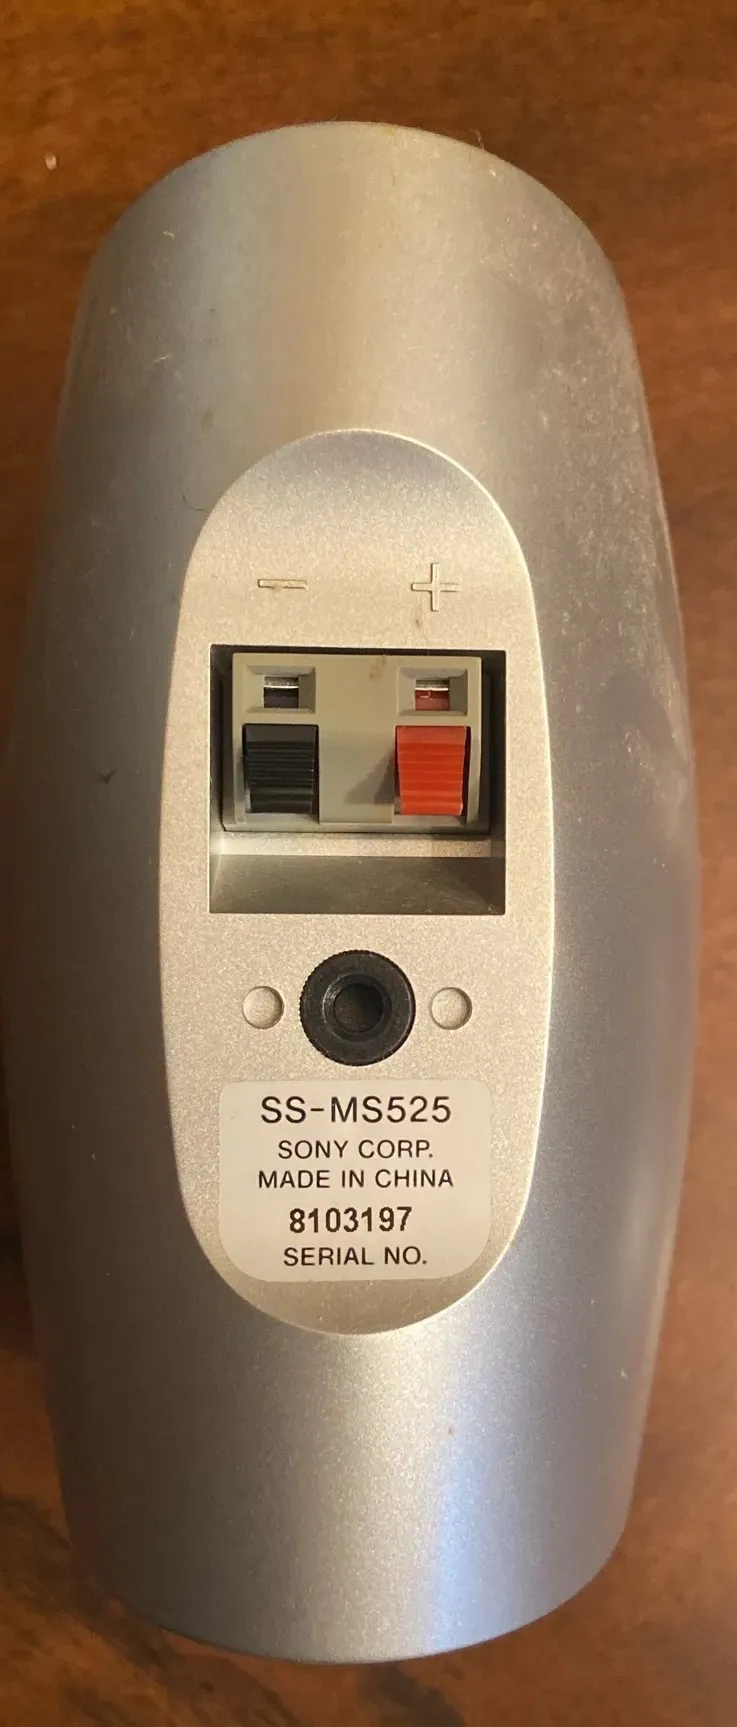 - +
SS-MS525
SONY CORP.
MADE IN CHINA
8103197
SERIAL NO.